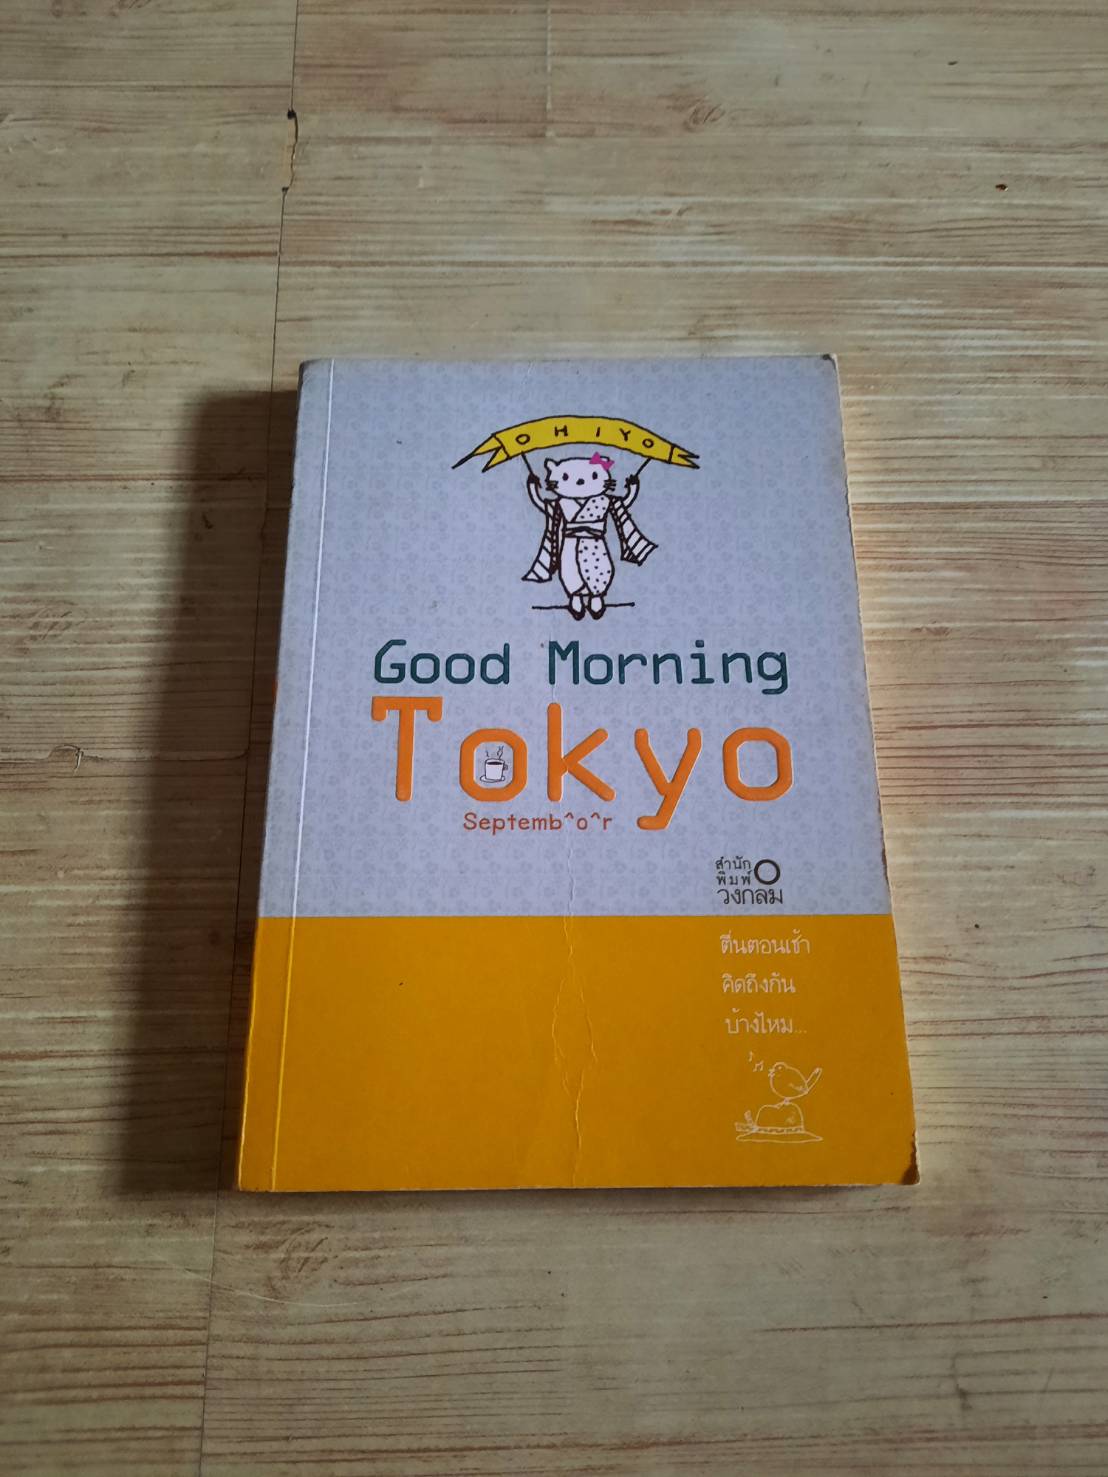 OHIYO
Good Morning
Tokyo
Septemb^o^r
สำนัก
พิมพ์
วงกลม
ตื่นตอนเช้า
คิดถึงกัน
บ้างไหม...